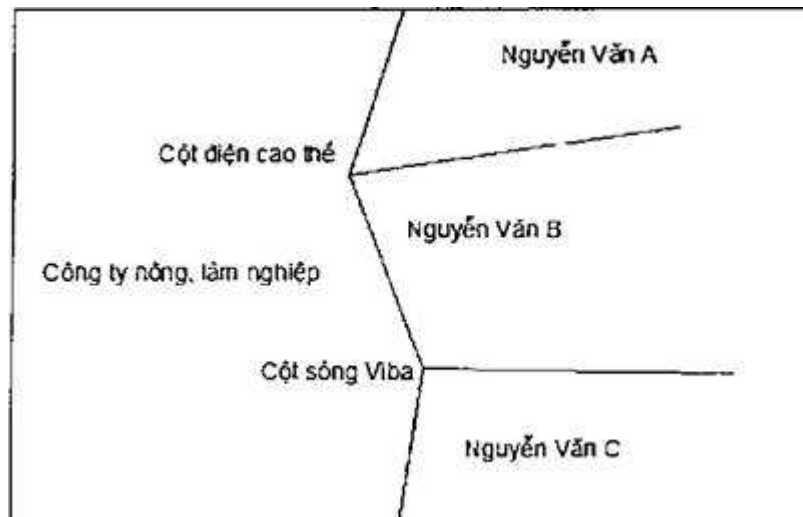 Nguyễn Văn A
Cột điện cao thế
Nguyễn Văn B
Công ty nông, lâm nghiệp
Cột sóng Viba
Nguyễn Văn C